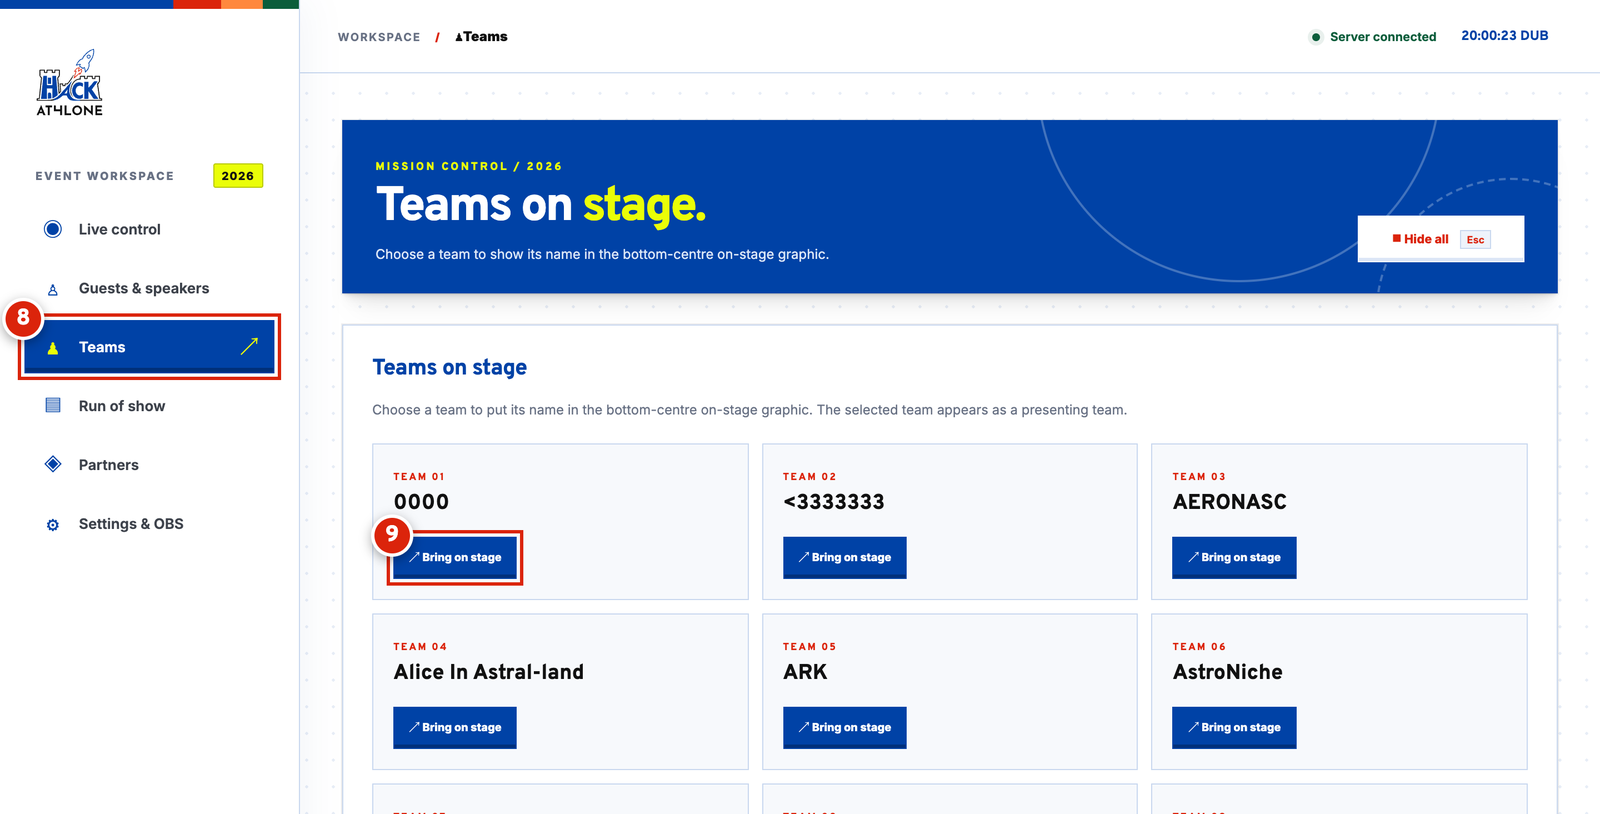 HACK
ATHLONE
EVENT WORKSPACE
2026
Live control
Guests & speakers
8
Teams
Run of show
Partners
Settings & OBS
WORKSPACE / Teams
Server connected
20:00:23 DUB
MISSION CONTROL / 2026
Teams on stage.
Choose a team to show its name in the bottom-centre on-stage graphic.
Hide all Esc
Teams on stage
Choose a team to put its name in the bottom-centre on-stage graphic. The selected team appears as a presenting team.
TEAM 01
0000
9
Bring on stage
TEAM 02
<3333333
Bring on stage
TEAM 03
AERONASC
Bring on stage
TEAM 04
Alice In Astral-land
Bring on stage
TEAM 05
ARK
Bring on stage
TEAM 06
AstroNiche
Bring on stage